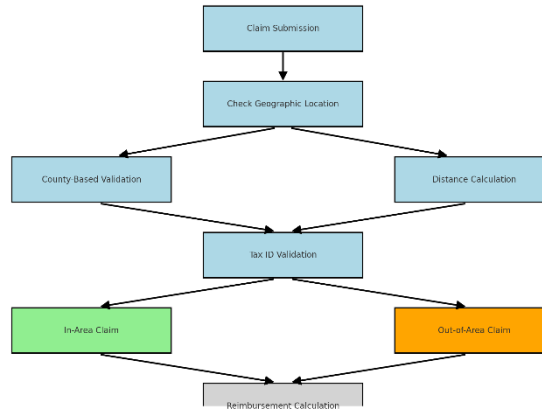 Claim Submission
Check Geographic Location
County-Based Validation
Distance Calculation
Tax ID Validation
In-Area Claim
Out-of-Area Claim
Reimbursement Calculation